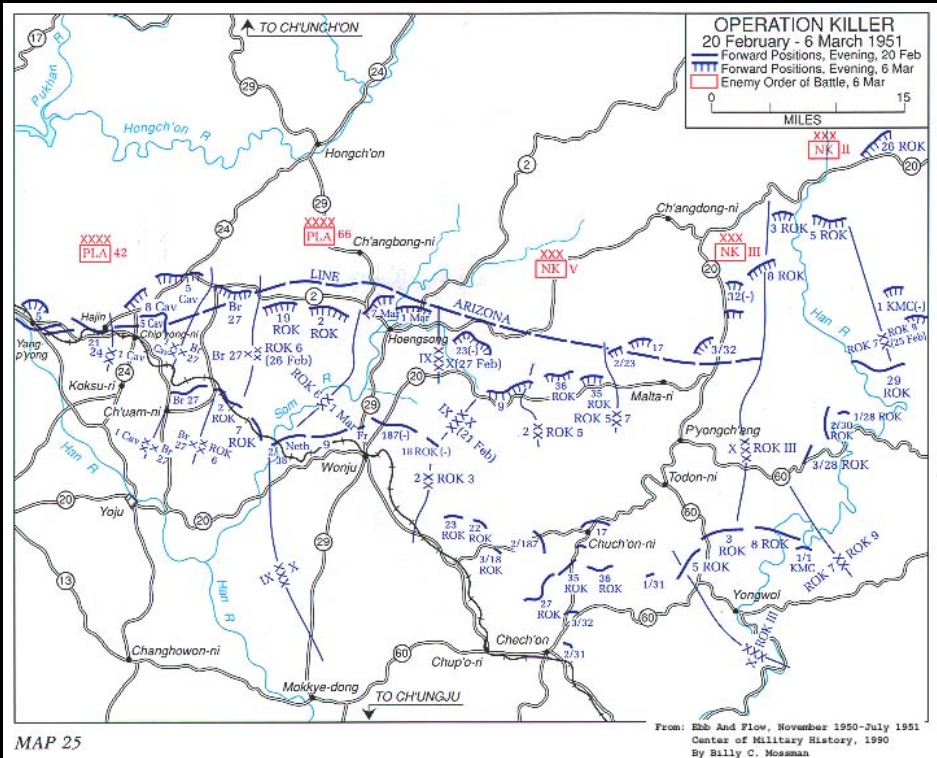 OPERATION KILLER
20 February - 6 March 1951
Forward Positions, Evening, 20 Feb
Forward Positions, Evening, 6 Mar
Enemy Order of Battle, 6 Mar
0 15
MILES
TO CH'UNCH'ON
17
29
24
Pukhan R
Hongch'on R
Hongch'on
2
XXX
NK II
26 ROK
20
29
24
XXXX
PLA 42
XXXX
PLA 66
Ch'angbong-ni
Ch'angdong-ni
XXX
NK V
XXX
NK III
20
3 ROK
5 ROK
8 ROK
LINE
ARIZONA
5
Cav
8 Cav
Br
27
2
19
ROK
2
ROK
7 Mar
1 Mar
32(-)
1 KMC(-)
5
Hajin
5 Cav
Chip'yong-ni
Yang-
p'yong
21
24
1 Cav
Br 27
ROK 6
(26 Feb)
Hoengsong
IX
X
(27 Feb)
23(-)
2/23
17
3/32
Han R
ROK 7
ROK 9
(25 Feb)
29
ROK
Koksu-ri
24
Ch'uam-ni
Br 27
2
ROK
7
ROK
ROK 6
1 Mar
Som R
20
29
9
36
ROK
35
ROK
ROK 5
7
Malta-ni
1/28 ROK
2/30
ROK
3/28 ROK
1 Cav
Br
27
Br
27
ROK
6
Han R
Neth
9
Fr
187(-)
18 ROK(-)
IX
X
(21 Feb)
2
ROK 5
P'yongch'ang
X
ROK III
60
Wonju
2
ROK 3
Todon-ni
60
20
Yoju
20
29
23
ROK
22
ROK
3/18
ROK
2/187
17
Chuch'on-ni
3
ROK
8 ROK
5 ROK
1/1
KMC
ROK 7
ROK 9
IX
X
13
Han R
27
ROK
35
ROK
36
ROK
1/31
3/32
60
Yongwol
X
ROK III
Changhowon-ni
60
Chup'o-ri
Chech'on
2/31
Mokkye-dong
TO CH'UNGJU
MAP 25
From: Ebb And Flow, November 1950-July 1951
Center of Military History, 1990
By Billy C. Mossman